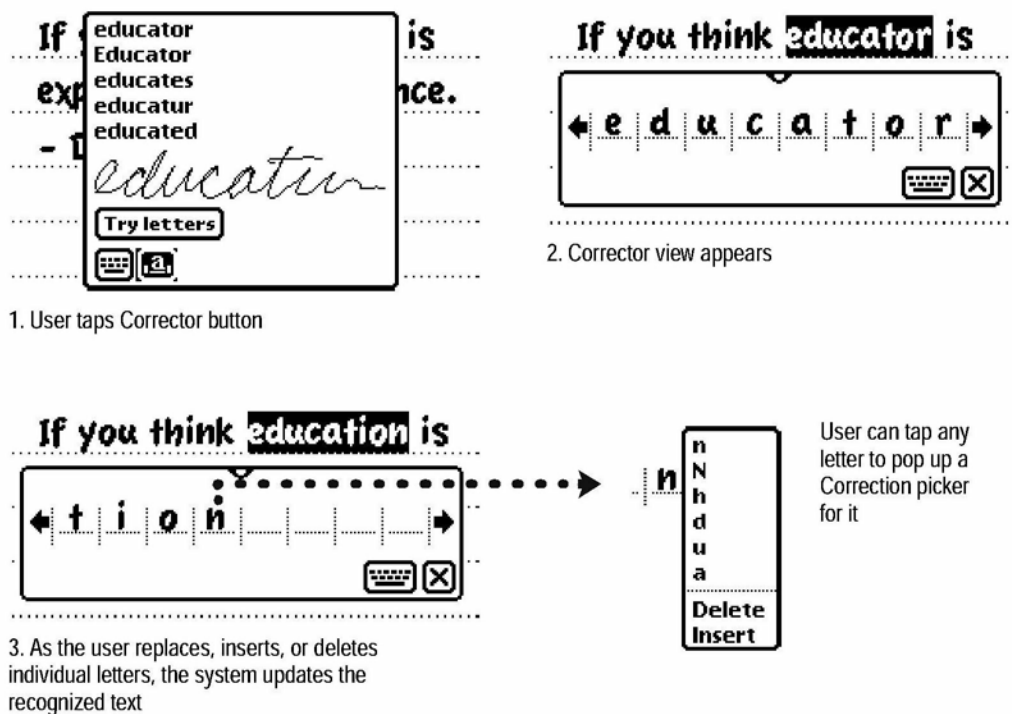 If
is
educator
Educator
educates
educatur
educated
exp
nce.
-
education
Try letters
a
1. User taps Corrector button
If you think educator is
e d u c a t o r
2. Corrector view appears
If you think education is
t i o n
3. As the user replaces, inserts, or deletes
individual letters, the system updates the
recognized text
n
n
N
h
d
u
a
Delete
Insert
User can tap any
letter to pop up a
Correction picker
for it